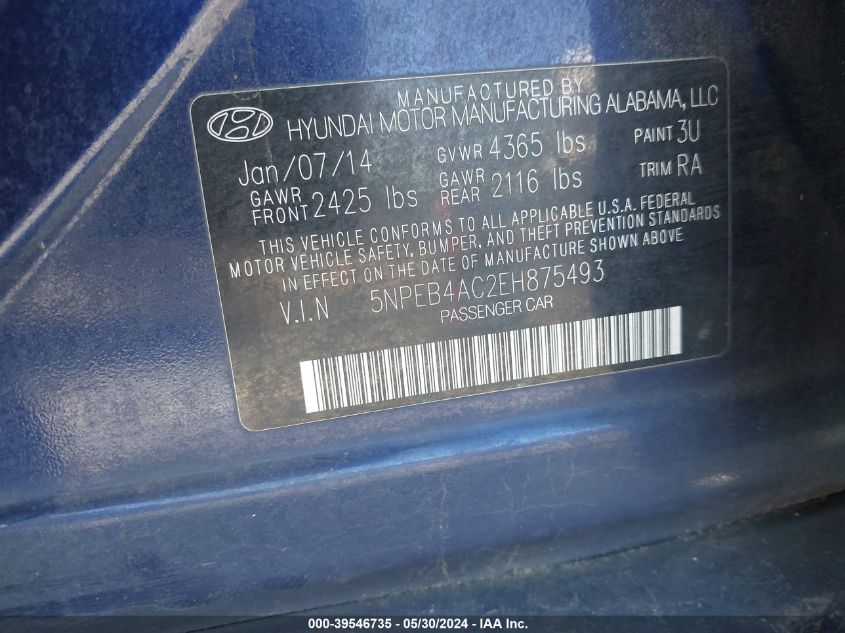 MANUFACTURED BY
HYUNDAI MOTOR MANUFACTURING ALABAMA, LLC
Jan/07/14 GVWR 4365 lbs PAINT 3U
GAWR FRONT 2425 lbs GAWR REAR 2116 lbs TRIM RA
THIS VEHICLE CONFORMS TO ALL APPLICABLE U.S.A. FEDERAL
MOTOR VEHICLE SAFETY, BUMPER, AND THEFT PREVENTION STANDARDS
IN EFFECT ON THE DATE OF MANUFACTURE SHOWN ABOVE
V.I.N 5NPEB4AC2EH875493
PASSENGER CAR
000-39546735 - 05/30/2024 - IAA Inc.